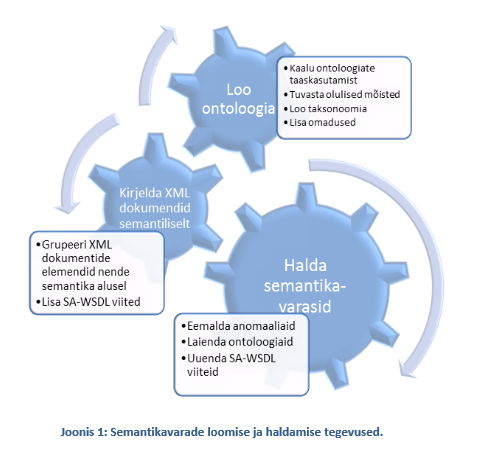 Loo
ontoloogia
•Kaalu ontoloogiate
taaskasutamist
•Tuvasta olulised mõisted
•Loo taksonoomia
•Lisa omadused
Kirjelda XML
dokumendid
semantiliselt
•Grupeeri XML
dokumentide
elemendid nende
semantika alusel
•Lisa SA-WSDL viited
Halda
semantika-
varasid
•Eemalda anomaaliaid
•Laienda ontoloogiaid
•Uuenda SA-WSDL
viiteid
Joonis 1: Semantikavarade loomise ja haldamise tegevused.